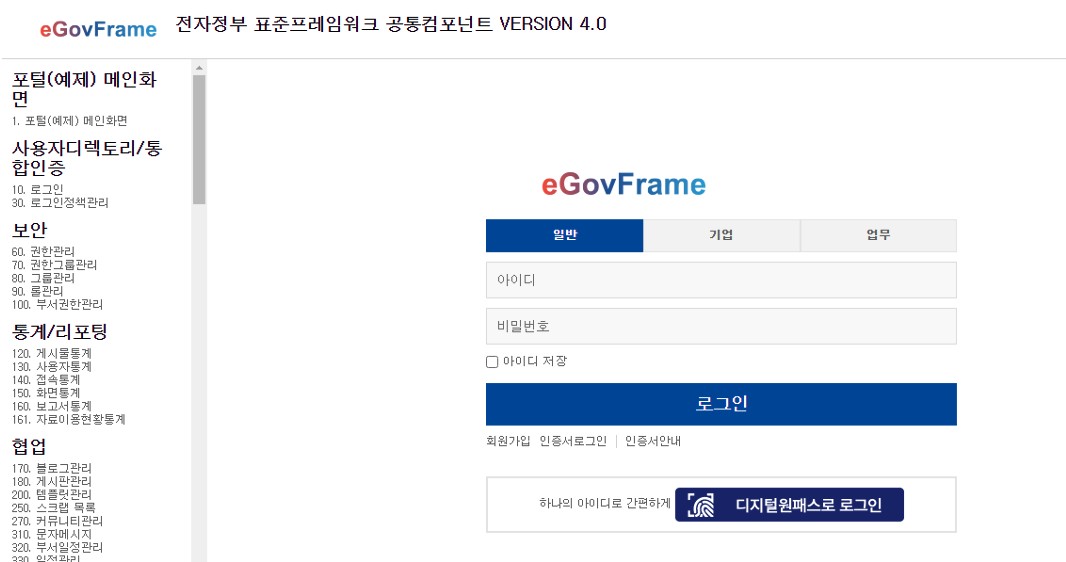 eGovFrame 전자정부 표준프레임워크 공통컴포넌트 VERSION 4.0
포털(예제) 메인화
면
1. 포털(예제) 메인화면
사용자디렉토리/통
합인증
10. 로그인
30. 로그인정책관리
보안
60. 권한관리
70. 권한그룹관리
80. 그룹관리
90. 롤관리
100. 부서권한관리
통계/리포팅
120. 게시물통계
130. 사용자통계
140. 접속통계
150. 화면통계
160. 보고서통계
161. 자료이용현황통계
협업
170. 블로그관리
180. 게시판관리
200. 템플릿관리
250. 스크랩 목록
270. 커뮤니티관리
310. 문자메시지
320. 부서일정관리
330. 일정관리
eGovFrame
일반 기업 업무
아이디
비밀번호
아이디 저장
로그인
회원가입 인증서로그인 인증서안내
하나의 아이디로 간편하게 디지털원패스로 로그인